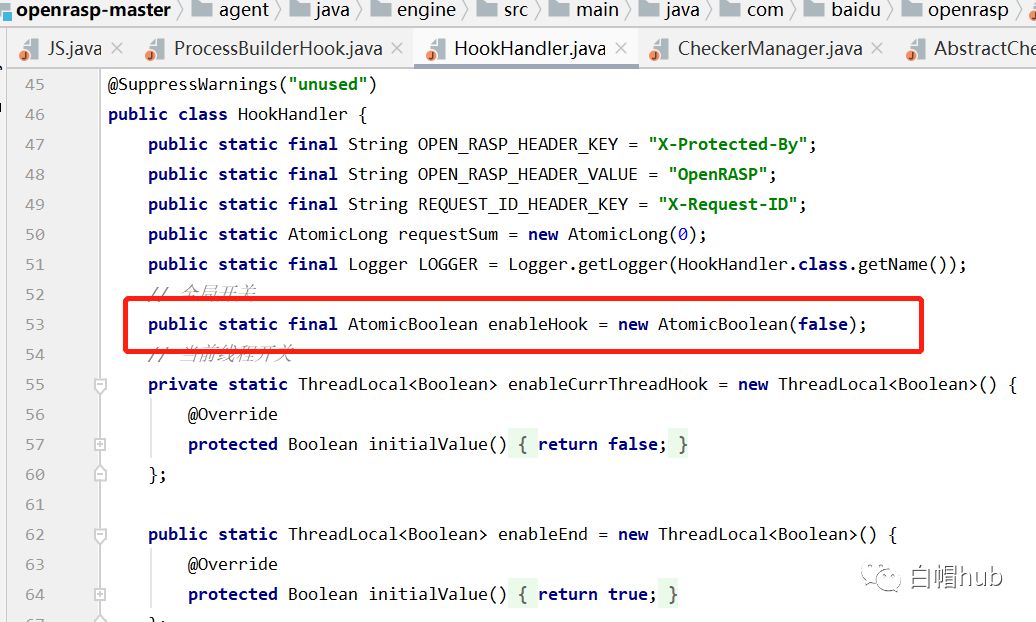 openrasp-master agent java engine src main java com baidu openrasp
JS.java ProcessBuilderHook.java HookHandler.java CheckerManager.java AbstractChe
45 @SuppressWarnings("unused")
46 public class HookHandler {
47 public static final String OPEN_RASP_HEADER_KEY = "X-Protected-By";
48 public static final String OPEN_RASP_HEADER_VALUE = "OpenRASP";
49 public static final String REQUEST_ID_HEADER_KEY = "X-Request-ID";
50 public static AtomicLong requestSum = new AtomicLong(0);
51 public static final Logger LOGGER = Logger.getLogger(HookHandler.class.getName());
52 // 全局开关
53 public static final AtomicBoolean enableHook = new AtomicBoolean(false);
54 // 当前线程开关
55 private static ThreadLocal<Boolean> enableCurrThreadHook = new ThreadLocal<Boolean>() {
56 @Override
57 protected Boolean initialValue() { return false; }
60 };
61
62 public static ThreadLocal<Boolean> enableEnd = new ThreadLocal<Boolean>() {
63 @Override
64 protected Boolean initialValue() { return true; }
67 };
白帽hub